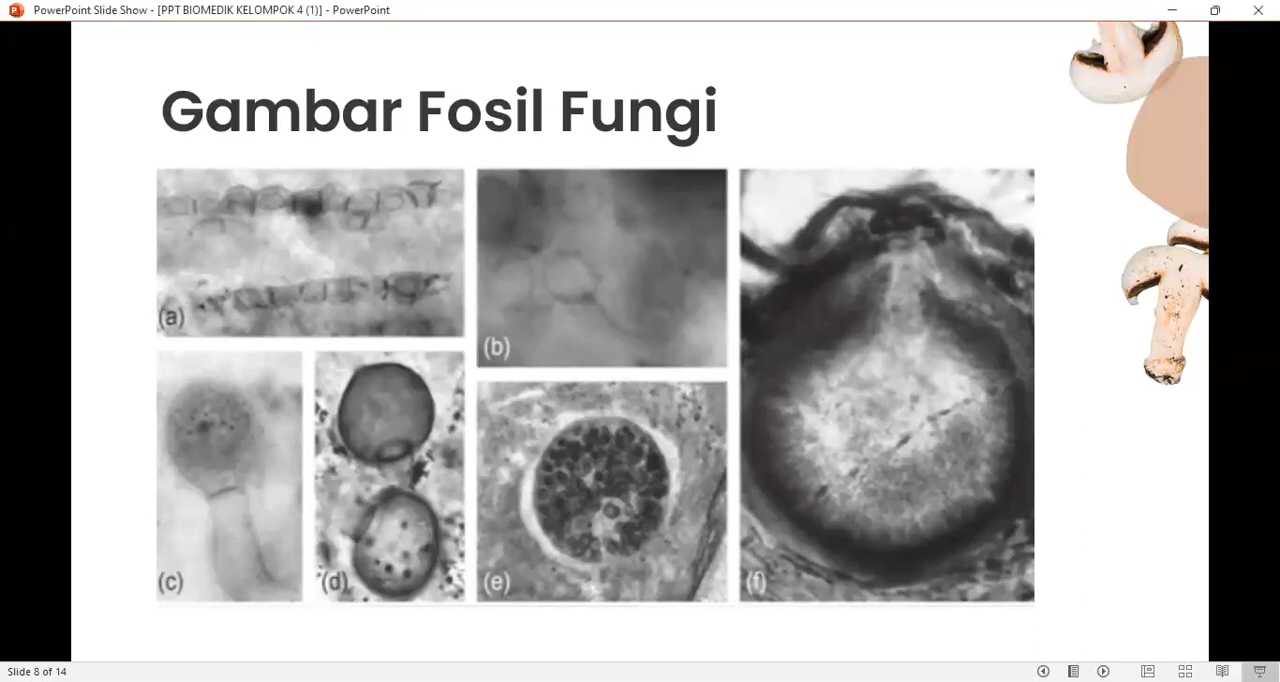 PowerPoint Slide Show - [PPT BIOMEDIK KELOMPOK 4 (1)] - PowerPoint
Gambar Fosil Fungi
(a)
(b)
(c)
(d)
(e)
(f)
Slide 8 of 14